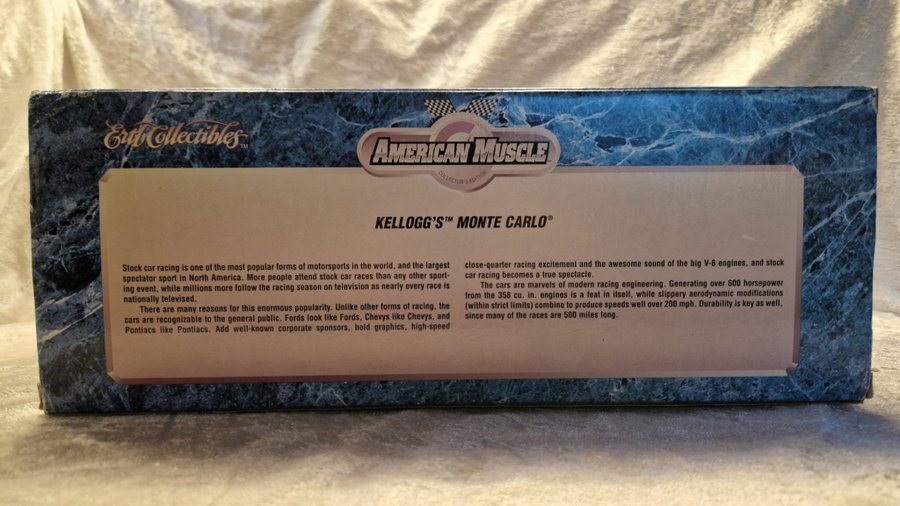 Ertl Collectibles™
AMERICAN MUSCLE
COLLECTOR'S EDITION
KELLOGG'S™ MONTE CARLO®
Stock car racing is one of the most popular forms of motorsports in the world, and the largest
spectator sport in North America. More people attend stock car races than any other sport-
ing event, while millions more follow the racing season on television as nearly every race is
nationally televised.
There are many reasons for this enormous popularity. Unlike other forms of racing, the
cars are recognizable to the general public. Fords look like Fords, Chevys like Chevys, and
Pontiacs like Pontiacs. Add well-known corporate sponsors, bold graphics, high-speed
close-quarter racing excitement and the awesome sound of the big V-8 engines, and stock
car racing becomes a true spectacle.
The cars are marvels of modern racing engineering. Generating over 600 horsepower
from the 358 cu. in. engines is a feat in itself, while slippery aerodynamic modifications
(within strict limits) combine to produce speeds well over 200 mph. Durability is key as well,
since many of the races are 500 miles long.